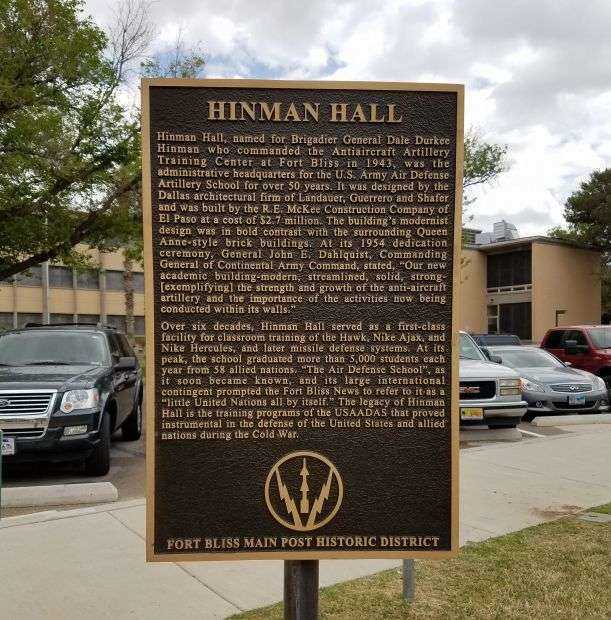 HINMAN HALL
Hinman Hall, named for Brigadier General Dale Durkee
Hinman who commanded the Antiaircraft Artillery
Training Center at Fort Bliss in 1943, was the
administrative headquarters for the U.S. Army Air Defense
Artillery School for over 50 years. It was designed by the
Dallas architectural firm of Landauer, Guerrero and Shafer
and was built by the R.E. McKee Construction Company of
El Paso at a cost of $2.7 million. The building's modernist
design was in bold contrast with the surrounding Queen
Anne-style brick buildings. At its 1954 dedication
ceremony, General John E. Dahlquist, Commanding
General of Continental Army Command, stated, "Our new
academic building-modern, streamlined, solid, strong-
[exemplifying] the strength and growth of the anti-aircraft
artillery and the importance of the activities now being
conducted within its walls."
Over six decades, Hinman Hall served as a first-class
facility for classroom training of the Hawk, Nike Ajax, and
Nike Hercules, and later missile defense systems. At its
peak, the school graduated more than 5,000 students each
year from 58 allied nations. "The Air Defense School", as
it soon became known, and its large international
contingent prompted the Fort Bliss News to refer to it as a
"little United Nations all by itself." The legacy of Hinman
Hall is the training programs of the USAADAS that proved
instrumental in the defense of the United States and allied
nations during the Cold War.
FORT BLISS MAIN POST HISTORIC DISTRICT